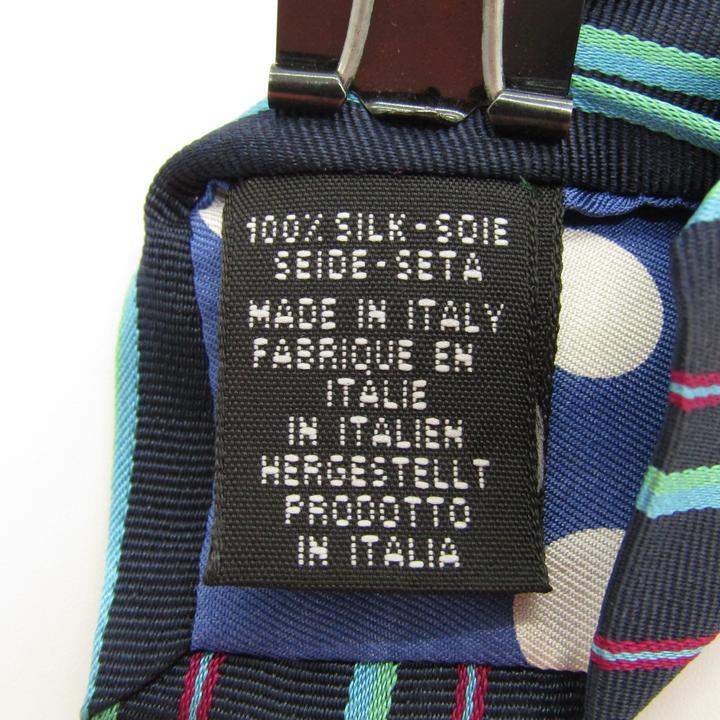 100% SILK-SOIE
SEIDE-SETA
MADE IN ITALY
FABRIQUE EN
ITALIE
IN ITALIEN
HERGESTELLT
PRODOTTO
IN ITALIA